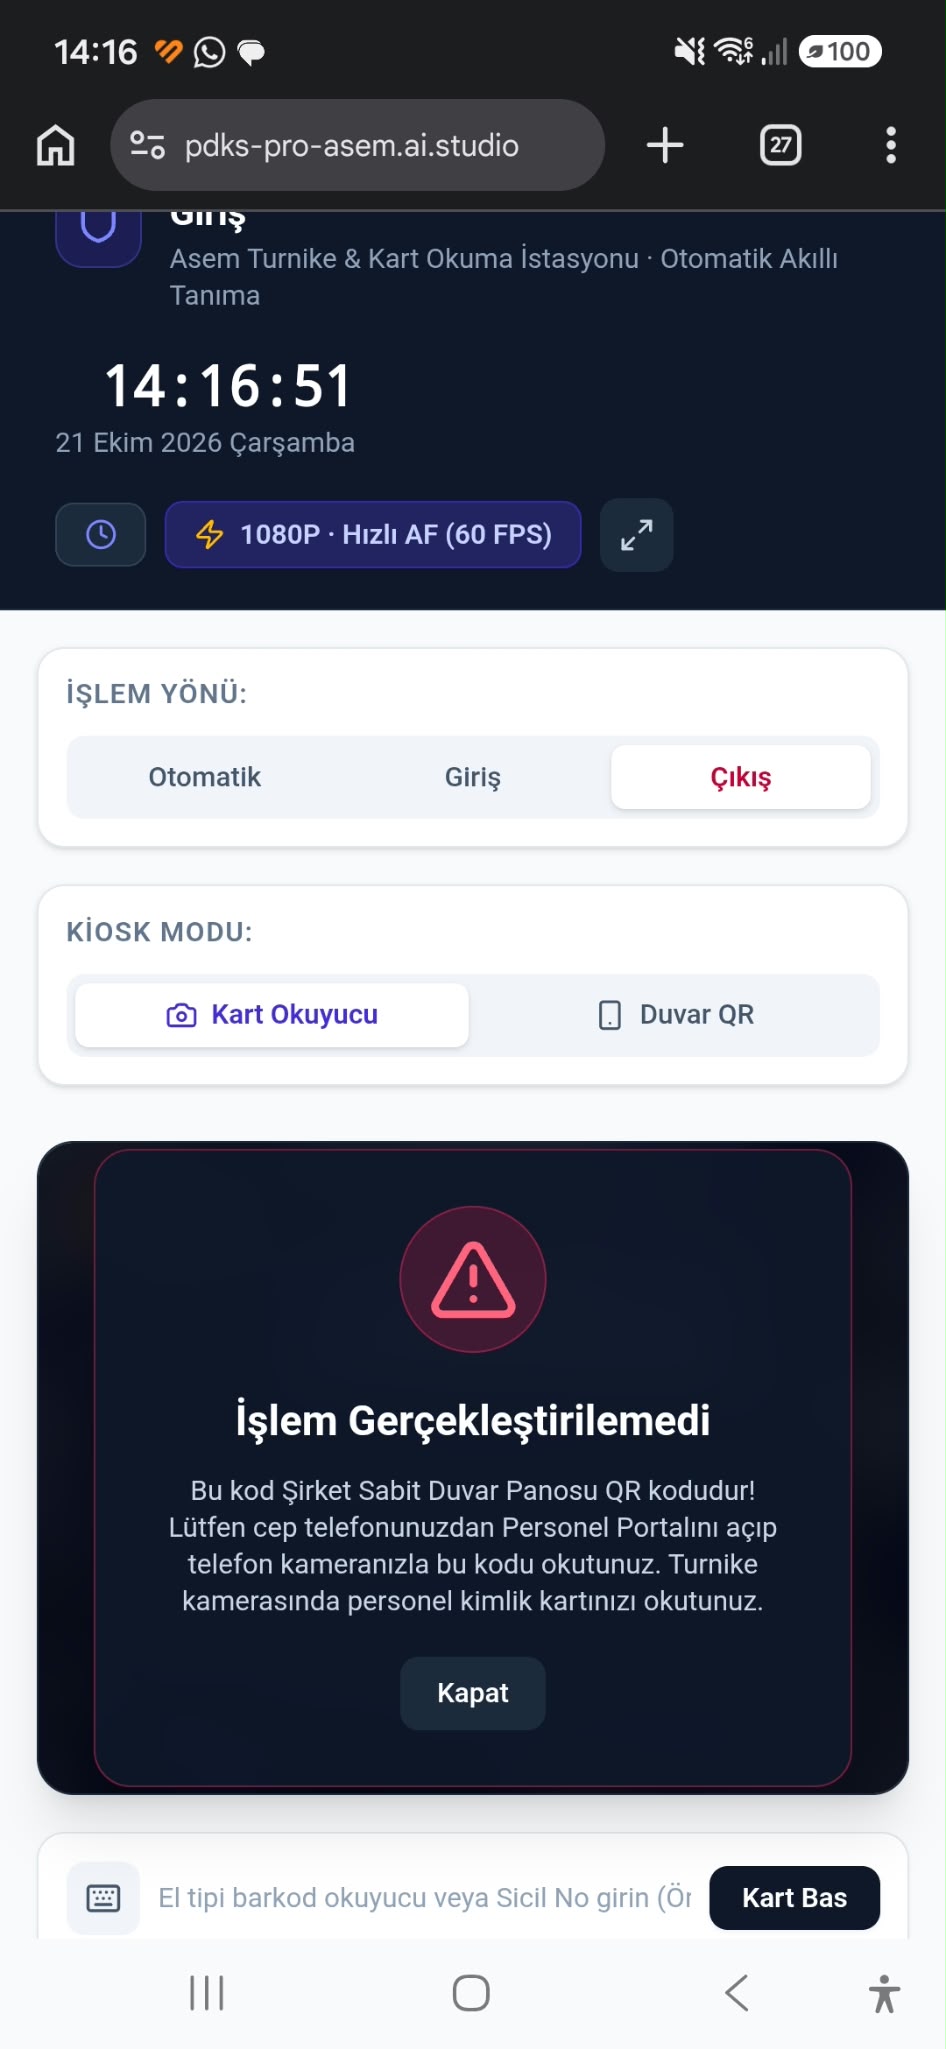 14:16
6
100
pdks-pro-asem.ai.studio
27
Giriş
Asem Turnike & Kart Okuma İstasyonu · Otomatik Akıllı
Tanıma
14:16:51
21 Ekim 2026 Çarşamba
1080P · Hızlı AF (60 FPS)
İŞLEM YÖNÜ:
Otomatik
Giriş
Çıkış
KİOSK MODU:
Kart Okuyucu
Duvar QR
İşlem Gerçekleştirilemedi
Bu kod Şirket Sabit Duvar Panosu QR kodudur!
Lütfen cep telefonunuzdan Personel Portalını açıp
telefon kameranızla bu kodu okutunuz. Turnike
kamerasında personel kimlik kartınızı okutunuz.
Kapat
El tipi barkod okuyucu veya Sicil No girin (Ör
Kart Bas